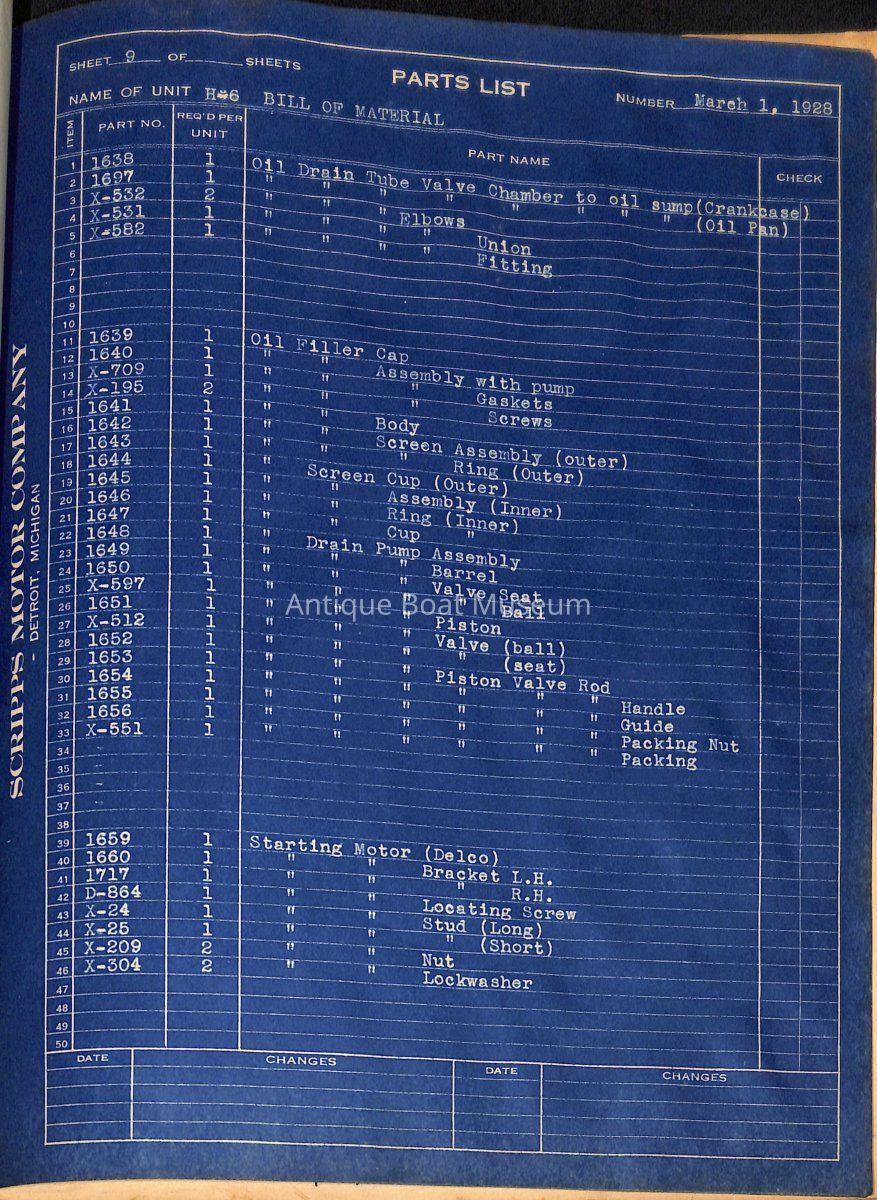 SHEET 9 OF SHEETS
PARTS LIST
NAME OF UNIT H-6 BILL OF MATERIAL
NUMBER March 1, 1928
ITEM PART NO. REQ'D PER UNIT PART NAME CHECK
1 1638 1 Oil Drain Tube Valve Chamber to oil sump(Crankcase)
2 1697 1 " " " " " " " " (Oil Pan)
3 X-532 2 " " " Elbows
4 X-531 1 " " " Union
5 X-582 1 " " " Fitting
6
7
8
9
10
11 1639 1 Oil Filler Cap
12 1640 1 " " Assembly with pump
13 X-709 1 " " " Gaskets
14 X-195 2 " " " Screws
15 1641 1 " " Body
16 1642 1 " " Screen Assembly (outer)
17 1643 1 " " " Ring (Outer)
18 1644 1 " Screen Cup (Outer)
19 1645 1 " " Assembly (Inner)
20 1646 1 " " Ring (Inner)
21 1647 1 " " Cup "
22 1648 1 " Drain Pump Assembly
23 1649 1 " " " Barrel
24 1650 1 " " " Valve Seat
25 X-597 1 " " " " Ball
26 1651 1 " " " Piston
27 X-512 1 " " " Valve (ball)
28 1652 1 " " " " (seat)
29 1653 1 " " " Piston Valve Rod
30 1654 1 " " " " " " Handle
31 1655 1 " " " " " " Guide
32 1656 1 " " " " " " Packing Nut
33 X-551 1 " " " " " " Packing
34
35
36
37
38
39 1659 1 Starting Motor (Delco)
40 1660 1 " " Bracket L.H.
41 1717 1 " " " R.H.
42 D-864 1 " " Locating Screw
43 X-24 1 " " Stud (Long)
44 X-25 1 " " " (Short)
45 X-209 2 " " Nut
46 X-304 2 " " Lockwasher
47
48
49
50
DATE CHANGES DATE CHANGES
SCRIPPS MOTOR COMPANY
- DETROIT, MICHIGAN
Antique Boat Museum